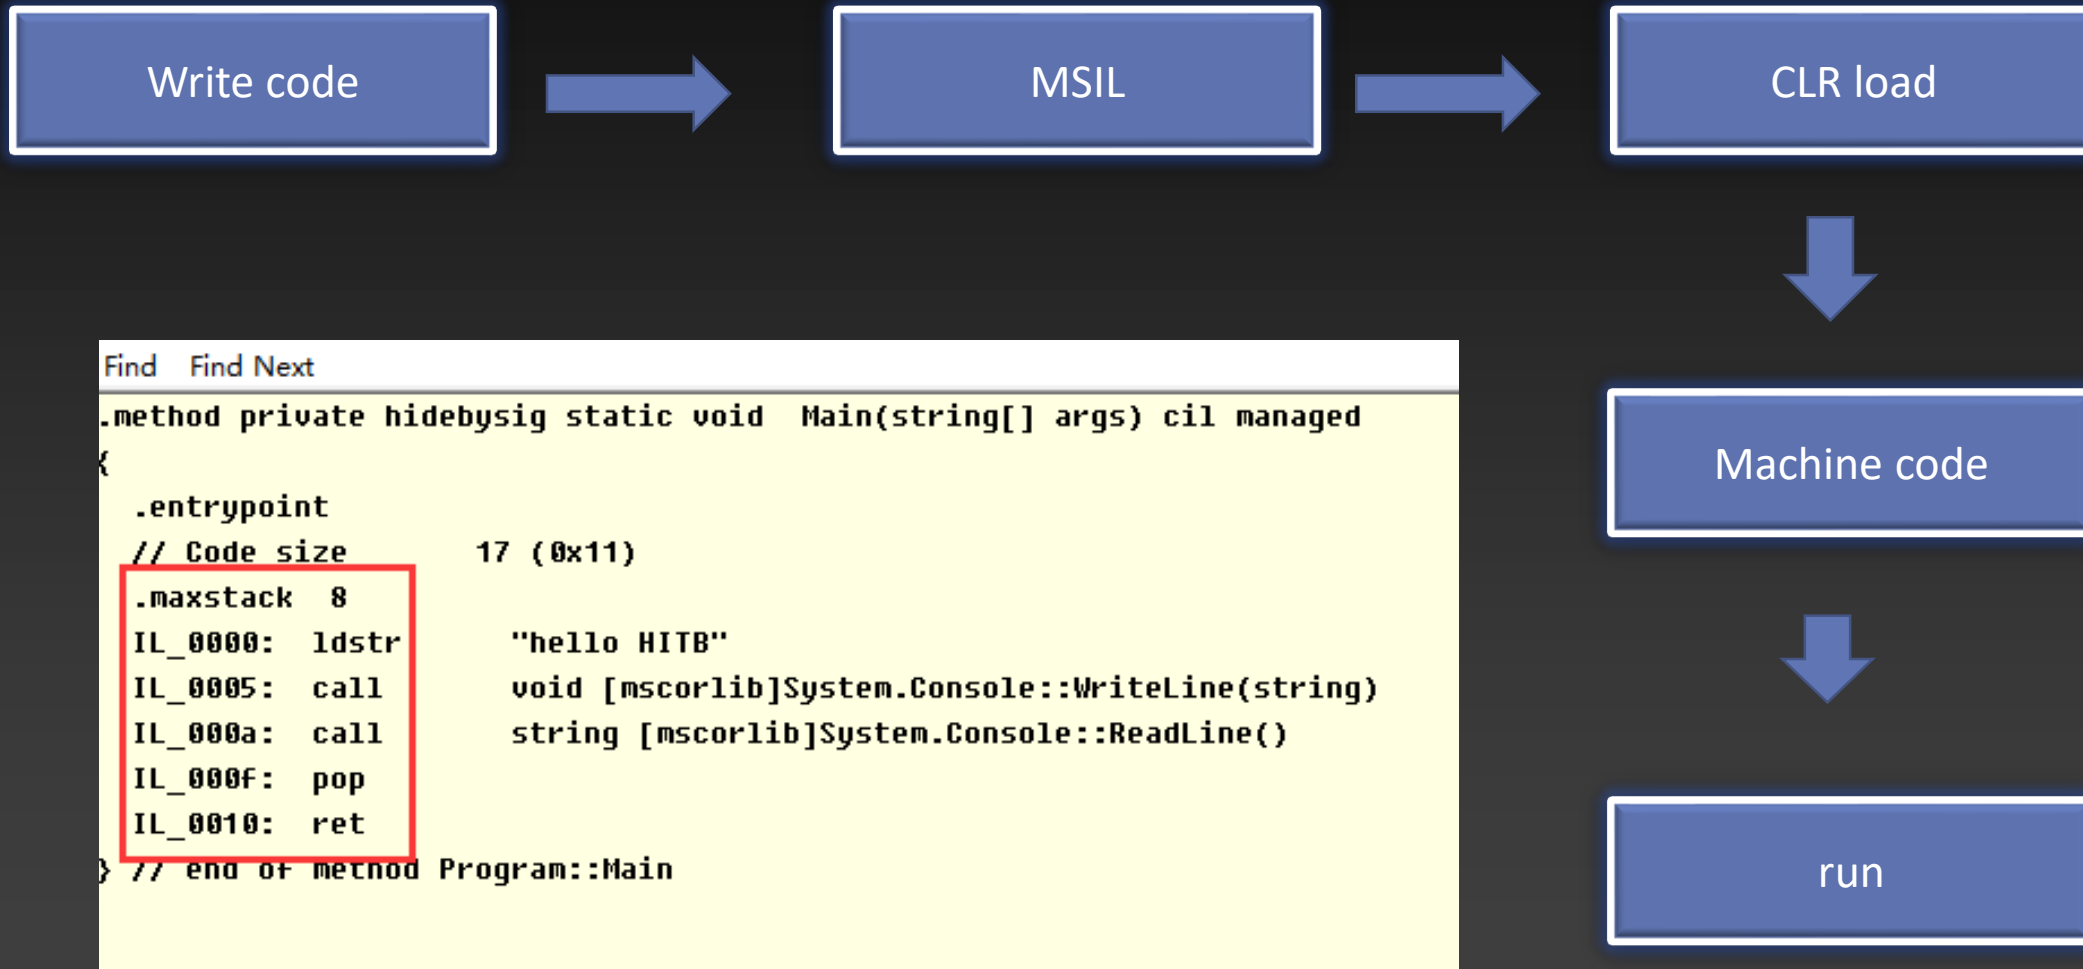 Write code
MSIL
CLR load
Machine code
run
Find Find Next
.method private hidebysig static void  Main(string[] args) cil managed
{
  .entrypoint
  // Code size       17 (0x11)
  .maxstack  8
  IL_0000:  ldstr      "hello HITB"
  IL_0005:  call       void [mscorlib]System.Console::WriteLine(string)
  IL_000a:  call       string [mscorlib]System.Console::ReadLine()
  IL_000f:  pop
  IL_0010:  ret
} // end of method Program::Main